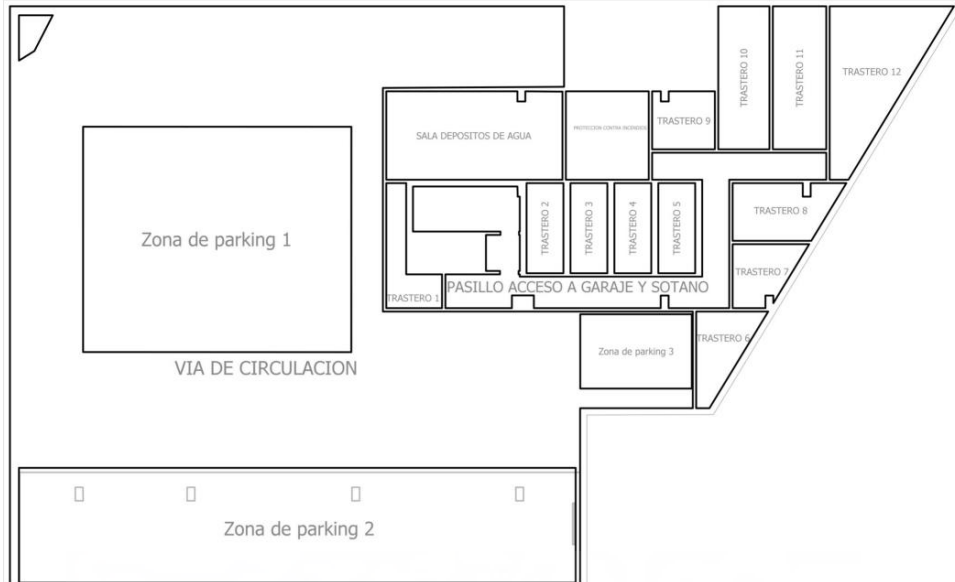 TRASTERO 10
TRASTERO 11
TRASTERO 12
SALA DEPOSITOS DE AGUA
PROTECCION CONTRA INCENDIOS
TRASTERO 9
TRASTERO 2
TRASTERO 3
TRASTERO 4
TRASTERO 5
TRASTERO 8
Zona de parking 1
TRASTERO 7
PASILLO ACCESO A GARAJE Y SOTANO
TRASTERO 1
TRASTERO 6
Zona de parking 3
VIA DE CIRCULACION
Zona de parking 2